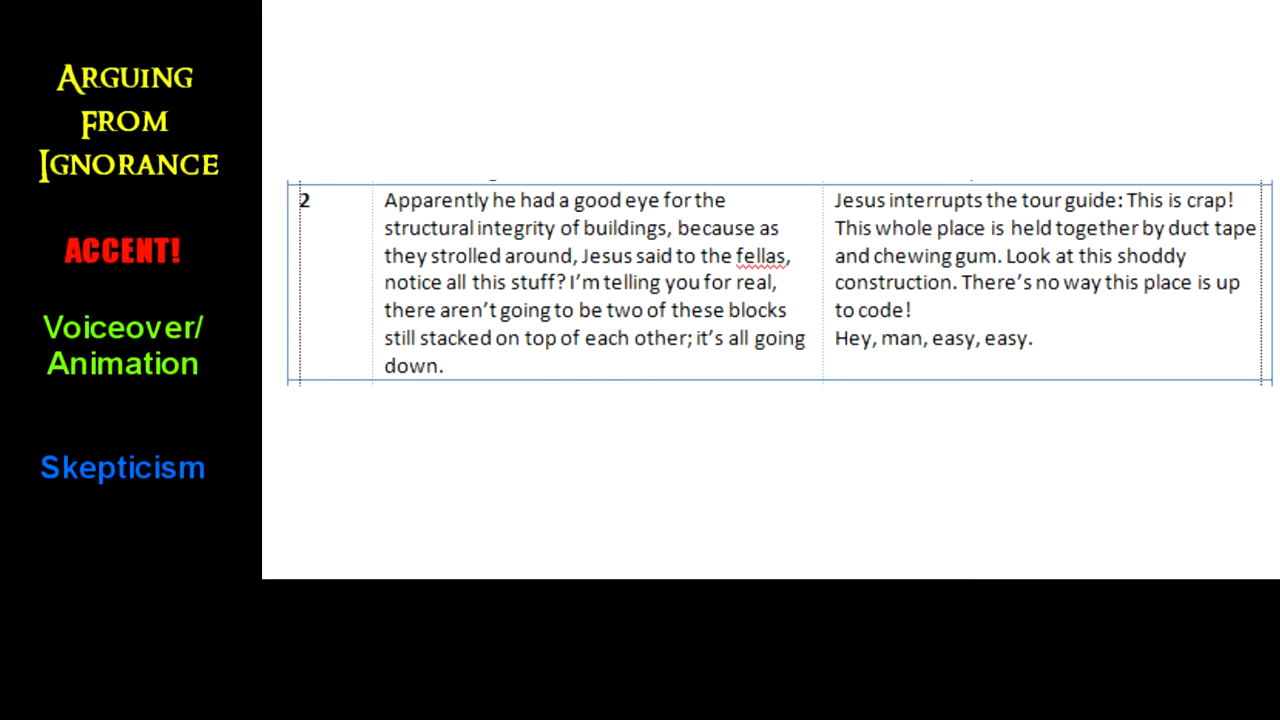 Arguing
From
Ignorance
ACCENT!
Voiceover/
Animation
Skepticism
2
Apparently he had a good eye for the
structural integrity of buildings, because as
they strolled around, Jesus said to the fellas,
notice all this stuff? I'm telling you for real,
there aren't going to be two of these blocks
still stacked on top of each other; it's all going
down.
Jesus interrupts the tour guide: This is crap!
This whole place is held together by duct tape
and chewing gum. Look at this shoddy
construction. There's no way this place is up
to code!
Hey, man, easy, easy.